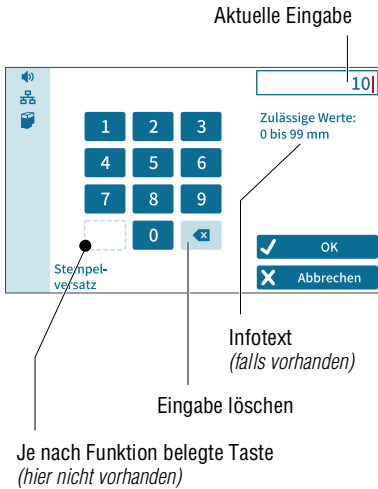 Aktuelle Eingabe
10
Zulässige Werte:
0 bis 99 mm
1 2 3
4 5 6
7 8 9
0
OK
Abbrechen
Stempel-
versatz
Infotext
(falls vorhanden)
Eingabe löschen
Je nach Funktion belegte Taste
(hier nicht vorhanden)